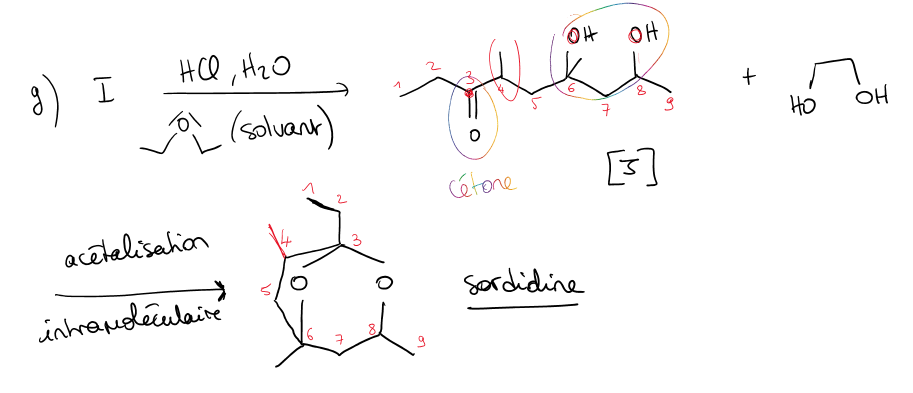 g) I HCl, H2O
O (solvant)
1 2 3 4 5 6 7 8 9
OH OH
O
cétone
[J]
+ HO OH
acétalisation
intramoléculaire
1 2 3 4 5 6 7 8 9
O O
sordidine